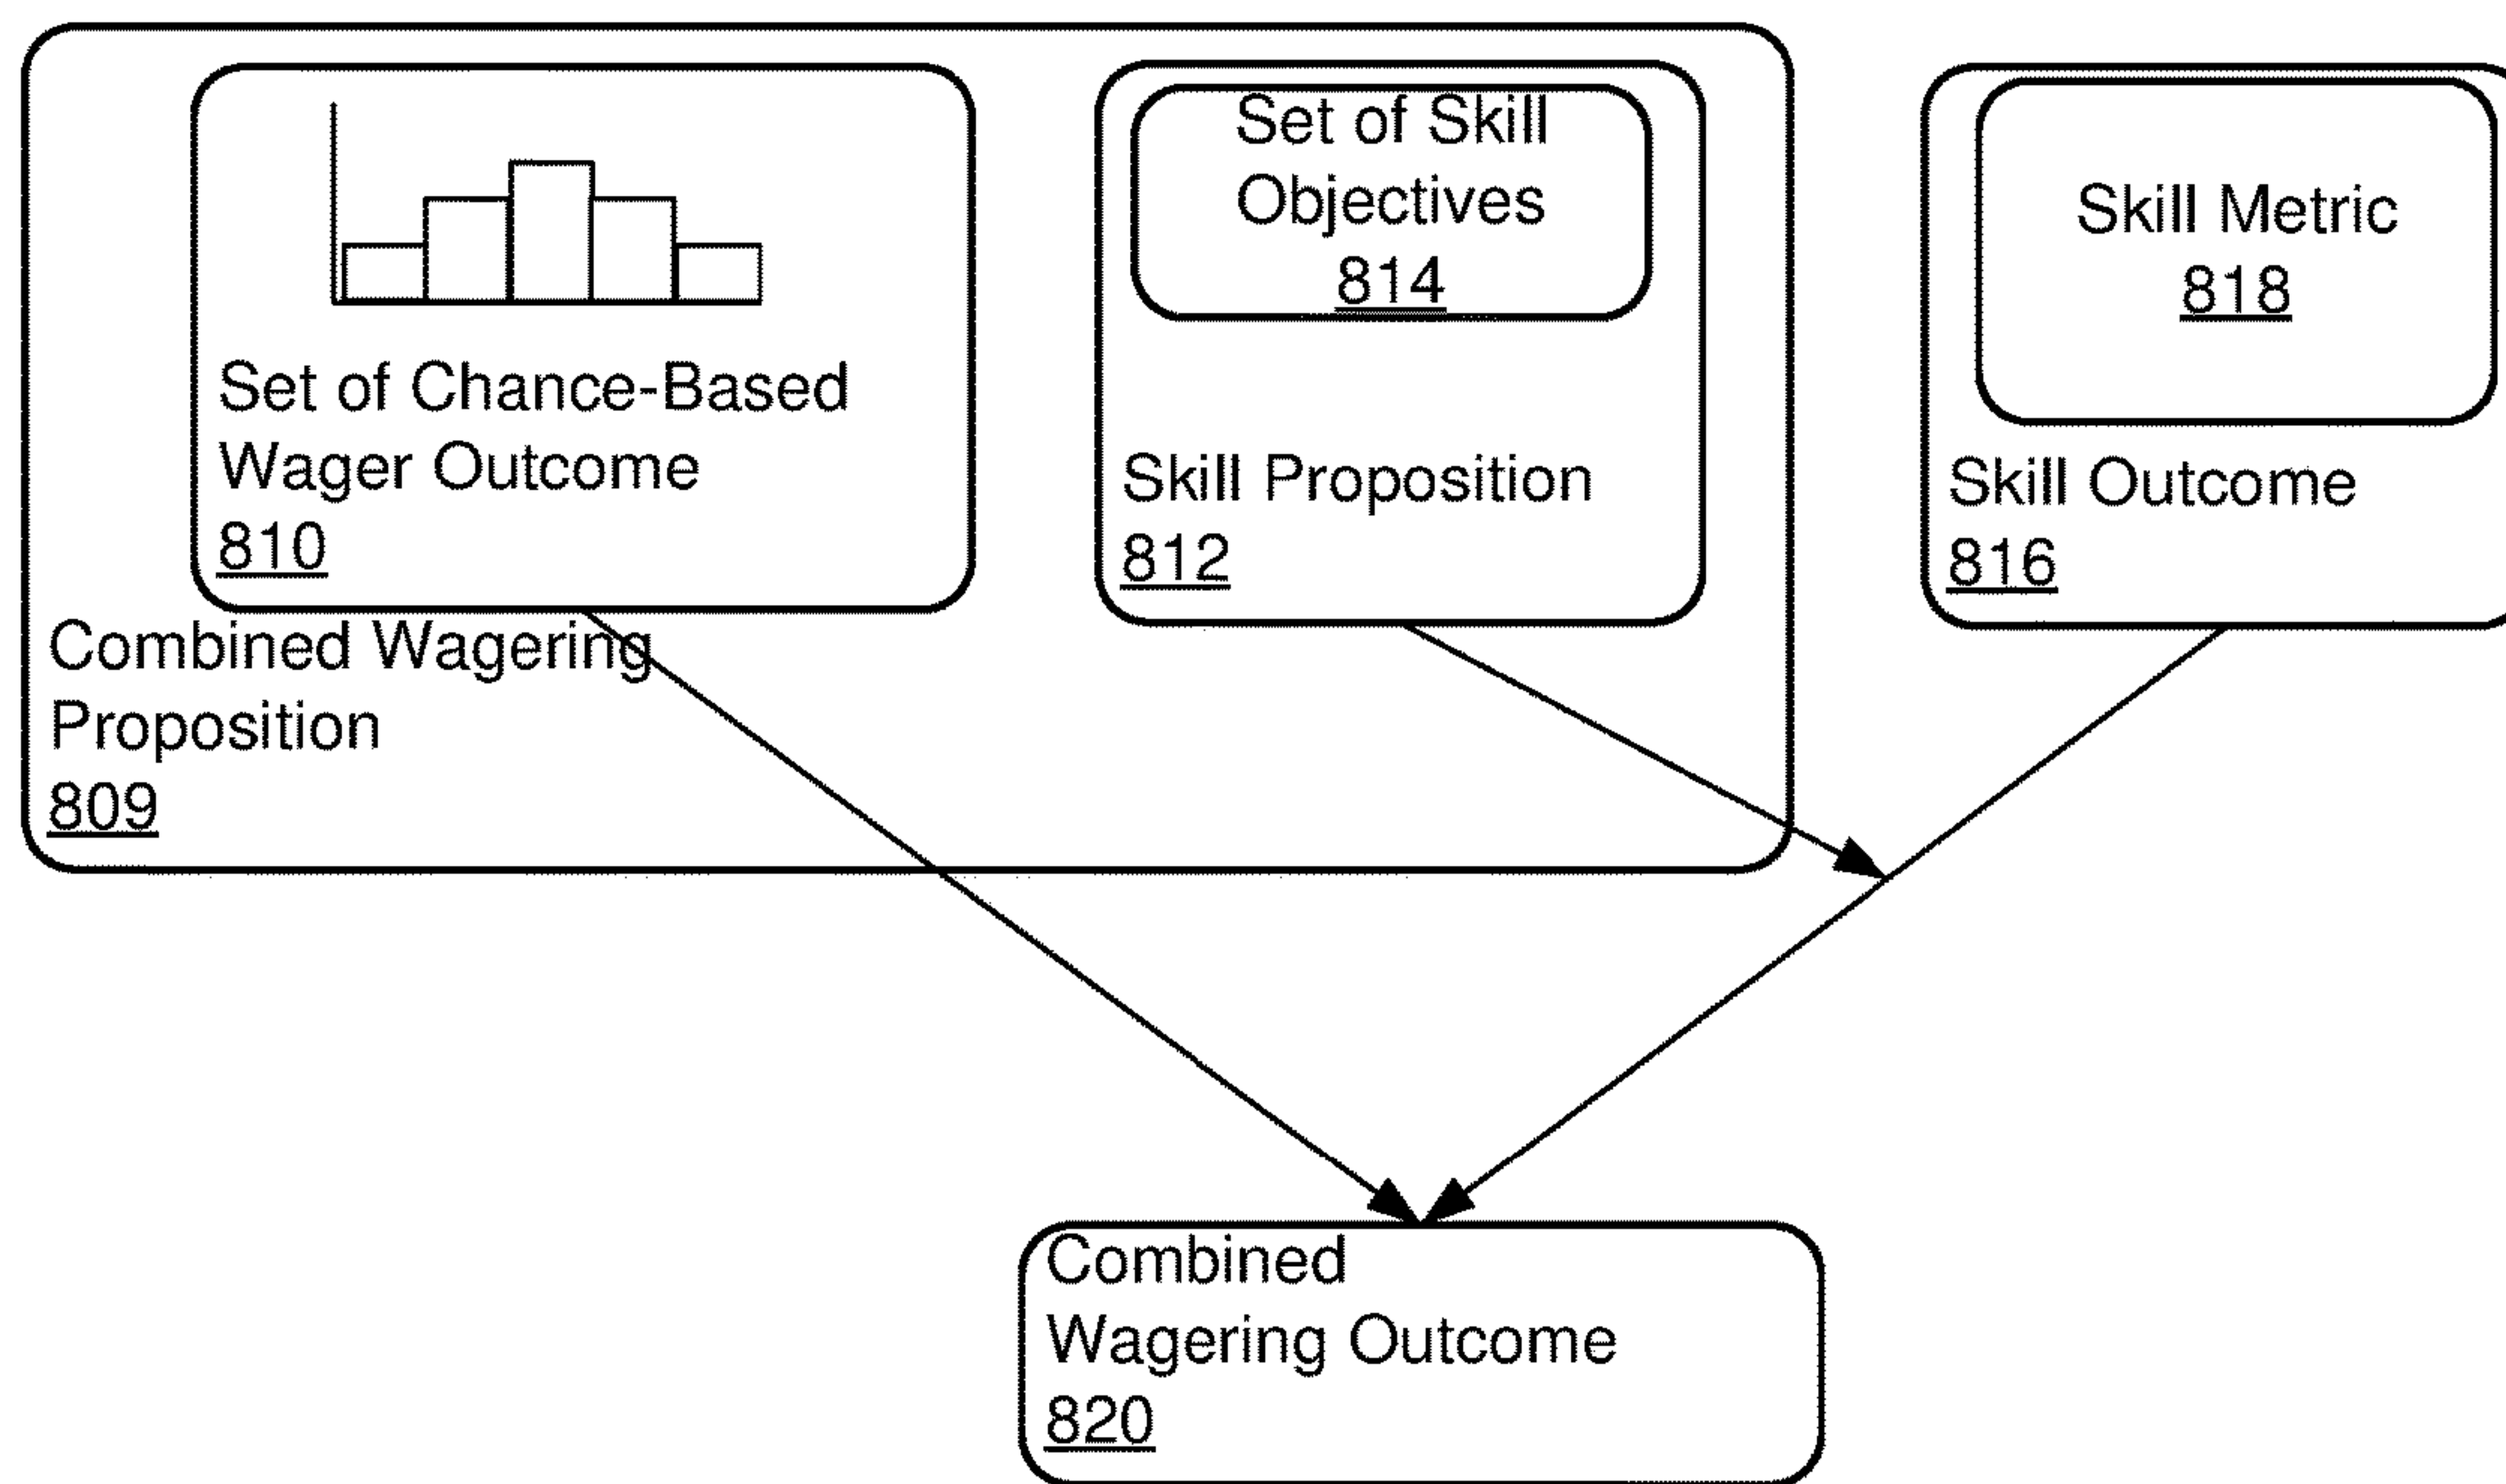 Set of Chance-Based
Wager Outcome
810
Set of Skill
Objectives
814
Skill Proposition
812
Skill Metric
818
Skill Outcome
816
Combined Wagering
Proposition
809
Combined
Wagering Outcome
820